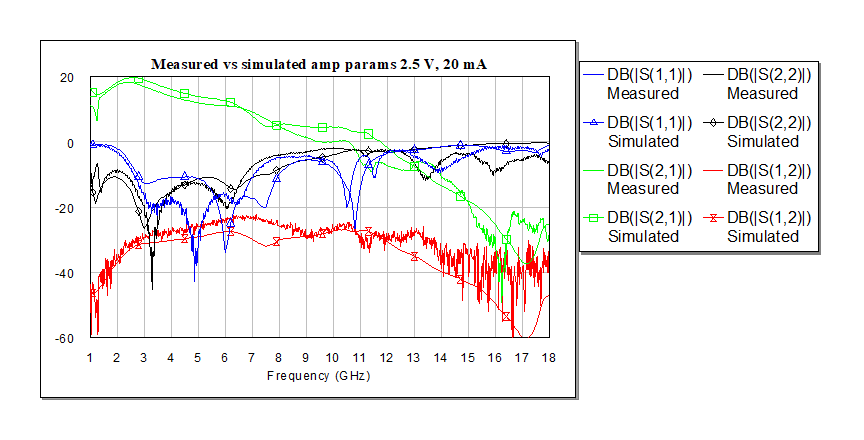 Measured vs simulated amp params 2.5 V, 20 mA
20
0
-20
-40
-60
1 2 3 4 5 6 7 8 9 10 11 12 13 14 15 16 17 18
Frequency (GHz)
DB(|S(1,1)|) DB(|S(2,2)|)
Measured Measured
DB(|S(1,1)|) DB(|S(2,2)|)
Simulated Simulated
DB(|S(2,1)|) DB(|S(1,2)|)
Measured Measured
DB(|S(2,1)|) DB(|S(1,2)|)
Simulated Simulated